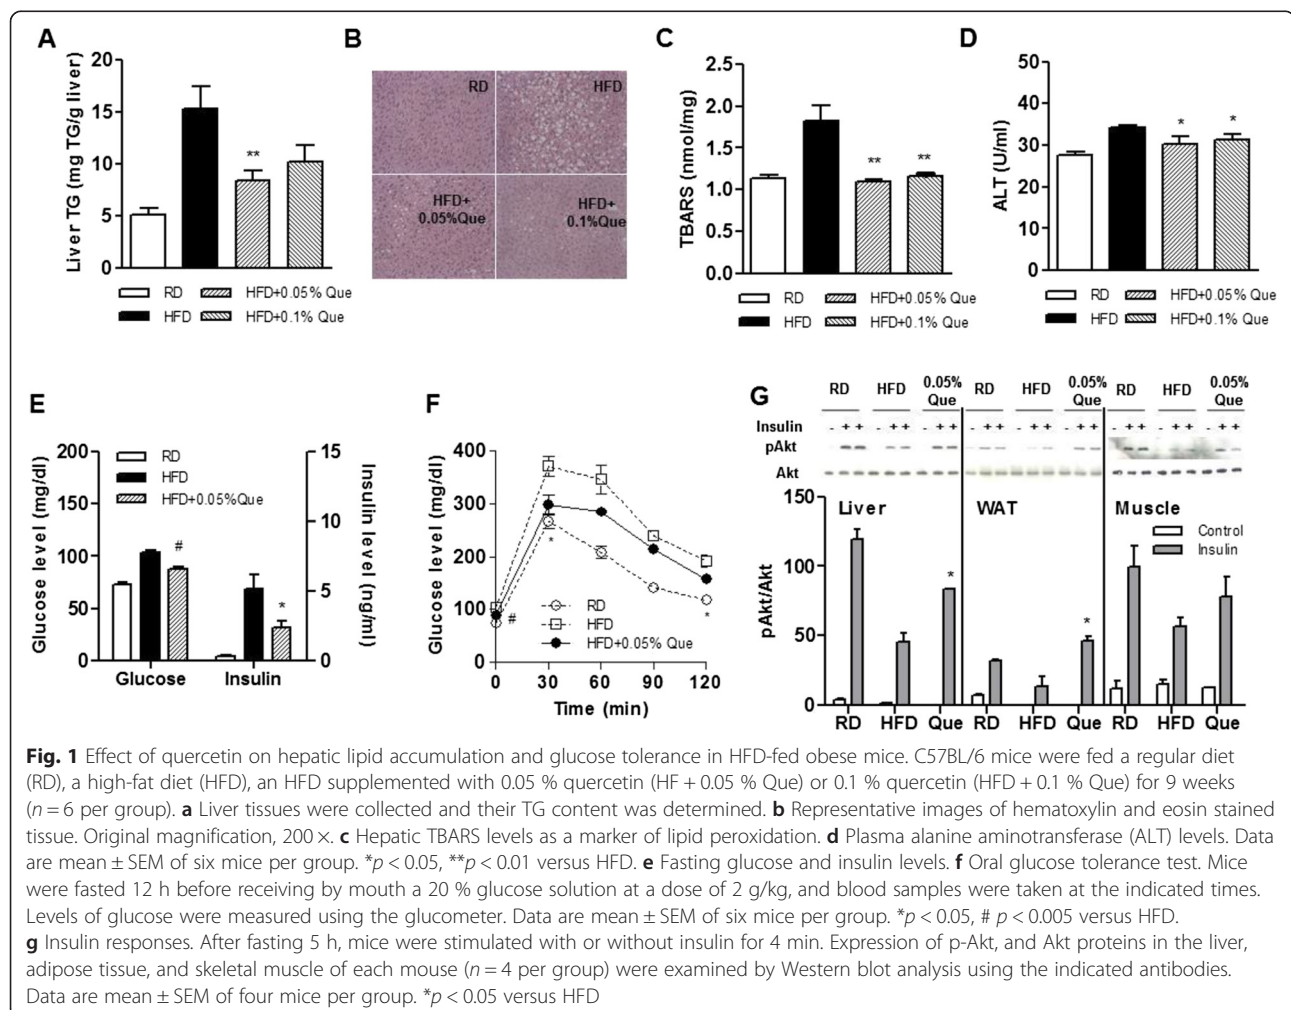 A
Liver TG (mg TG/g liver)
20
15
10
5
0
**
RD HFD+0.05% Que
HFD HFD+0.1% Que
B
RD HFD
HFD+ HFD+
0.05%Que 0.1%Que
C
TBARS (nmol/mg)
2.5
2.0
1.5
1.0
0.5
0.0
** **
RD HFD+0.05% Que
HFD HFD+0.1% Que
D
ALT (U/ml)
50
40
30
20
10
0
* *
RD HFD+0.05% Que
HFD HFD+0.1% Que
E
Glucose level (mg/dl)
200
150
100
50
0
RD
HFD
HFD+0.05%Que
#
*
15
10
5
0
Insulin level (ng/ml)
Glucose Insulin
F
Glucose level (mg/dl)
400
300
200
100
0
#
*
*
RD
HFD
HFD+0.05% Que
0 30 60 90 120
Time (min)
G
RD HFD 0.05% Que RD HFD 0.05% Que RD HFD 0.05% Que
Insulin - + + - + + - + + - + + - + + - + + - + + - + + - + +
pAkt
Akt
pAkt/Akt
150
100
50
0
Liver WAT Muscle
Control
Insulin
* *
RD HFD Que RD HFD Que RD HFD Que
Fig. 1 Effect of quercetin on hepatic lipid accumulation and glucose tolerance in HFD-fed obese mice. C57BL/6 mice were fed a regular diet
(RD), a high-fat diet (HFD), an HFD supplemented with 0.05 % quercetin (HF + 0.05 % Que) or 0.1 % quercetin (HFD + 0.1 % Que) for 9 weeks
(n = 6 per group). a Liver tissues were collected and their TG content was determined. b Representative images of hematoxylin and eosin stained
tissue. Original magnification, 200 ×. c Hepatic TBARS levels as a marker of lipid peroxidation. d Plasma alanine aminotransferase (ALT) levels. Data
are mean ± SEM of six mice per group. *p < 0.05, **p < 0.01 versus HFD. e Fasting glucose and insulin levels. f Oral glucose tolerance test. Mice
were fasted 12 h before receiving by mouth a 20 % glucose solution at a dose of 2 g/kg, and blood samples were taken at the indicated times.
Levels of glucose were measured using the glucometer. Data are mean ± SEM of six mice per group. *p < 0.05, # p < 0.005 versus HFD.
g Insulin responses. After fasting 5 h, mice were stimulated with or without insulin for 4 min. Expression of p-Akt, and Akt proteins in the liver,
adipose tissue, and skeletal muscle of each mouse (n = 4 per group) were examined by Western blot analysis using the indicated antibodies.
Data are mean ± SEM of four mice per group. *p < 0.05 versus HFD